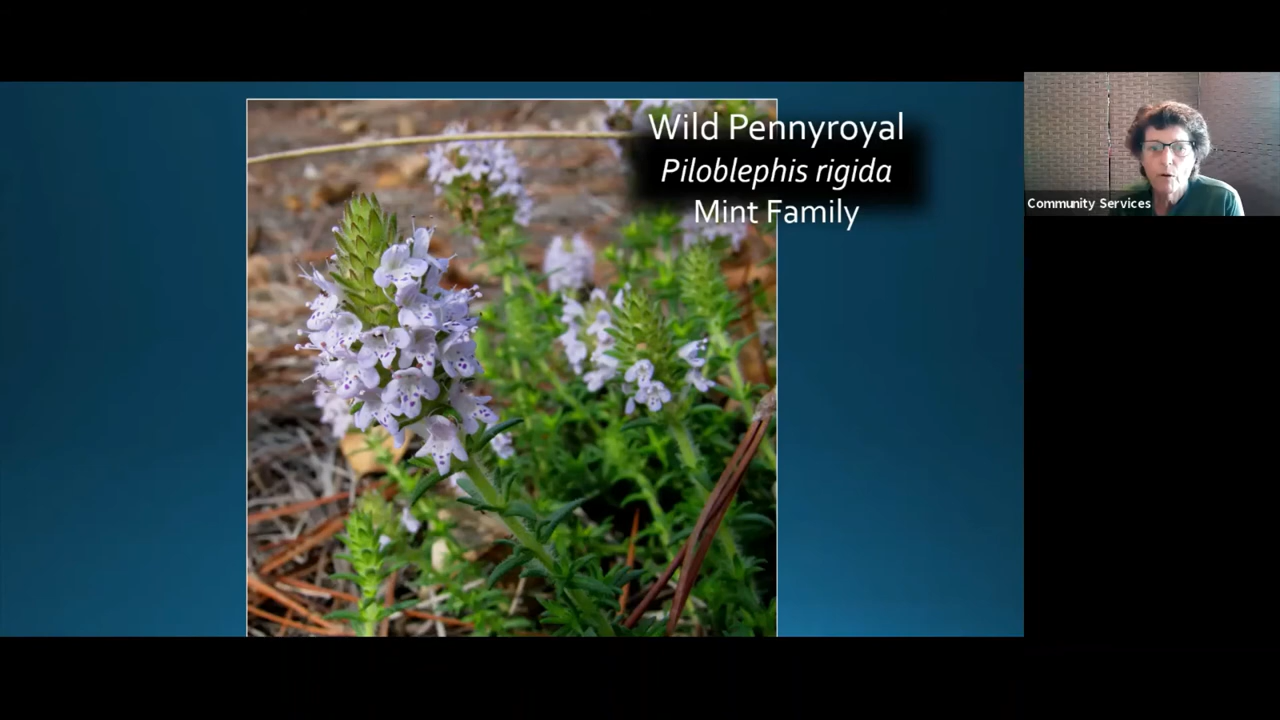 Wild Pennyroyal
Piloblephis rigida
Mint Family
Community Services